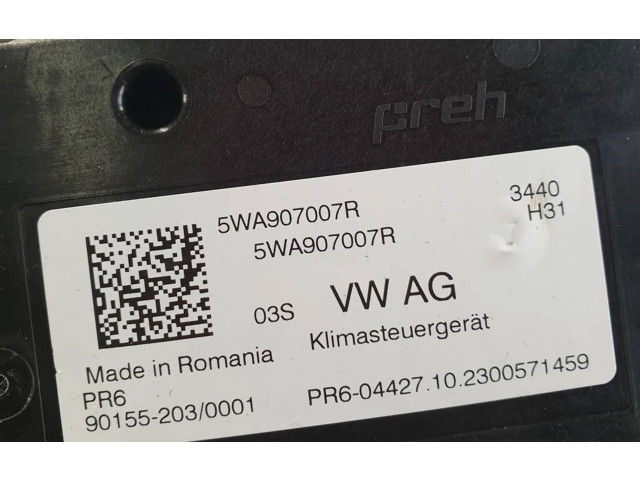 preh
5WA907007R 3440
5WA907007R H31
03S VW AG
Made in Romania Klimasteuergerät
PR6
90155-203/0001 PR6-04427.10.2300571459